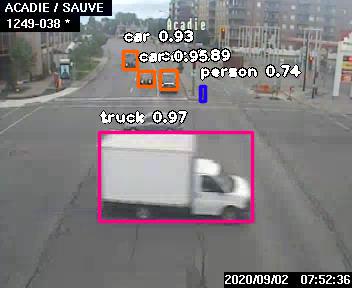 ACADIE / SAUVE
1249-038 *
Acadie
car 0.93
car 0.95
89
person 0.74
truck 0.97
2020/09/02 07:52:36